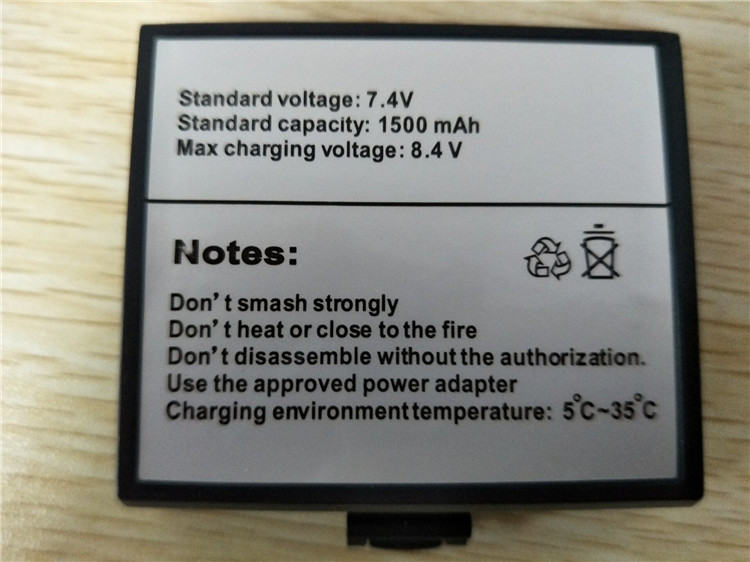 Standard voltage: 7.4V
Standard capacity: 1500 mAh
Max charging voltage: 8.4 V
Notes:
Don't smash strongly
Don't heat or close to the fire
Don't disassemble without the authorization.
Use the approved power adapter
Charging environment temperature: 5°C~35°C